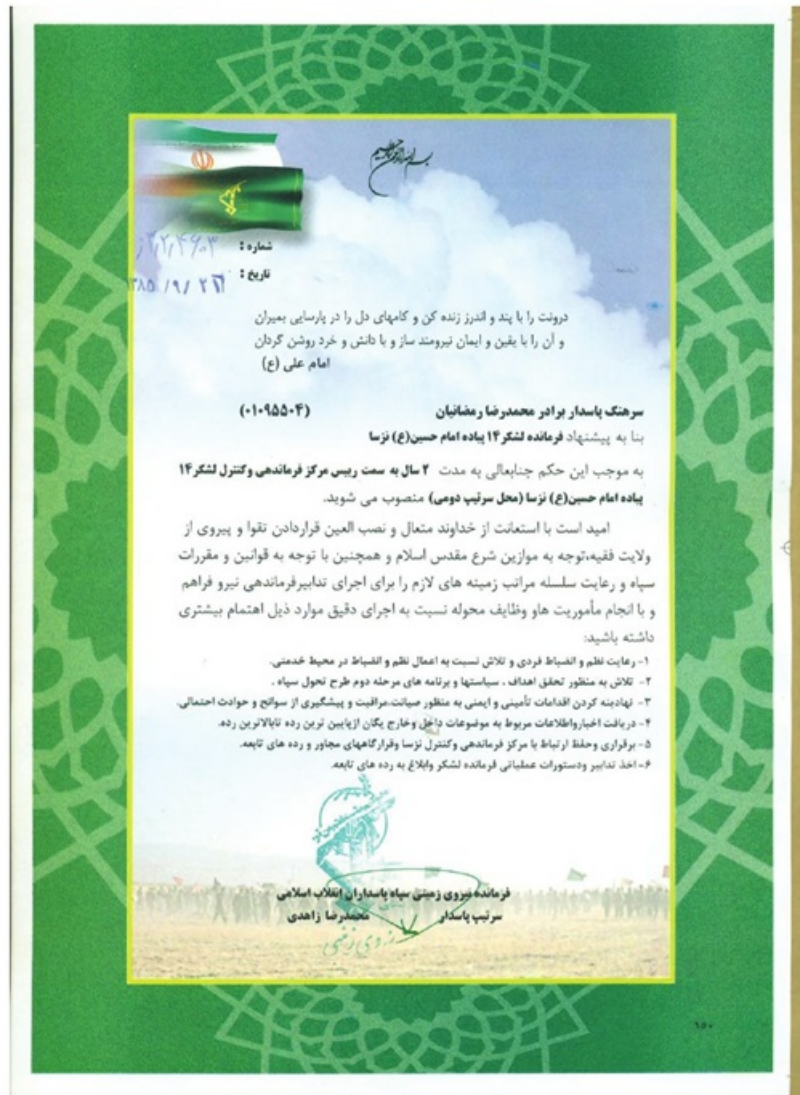 بسم الله الرحمن الرحیم
شماره :
تاریخ : ۱۳۸۵/۹/۲۶
درونت را با پند و اندرز زنده کن و کامهای دل را در پارسایی بمیران
و آن را با یقین و ایمان نیرومند ساز و با دانش و خرد روشن گردان
امام علی (ع)
سرهنگ پاسدار برادر محمدرضا رمضانیان (۰۱۰۹۵۵۰۴)
بنا به پیشنهاد فرمانده لشکر ۱۴ پیاده امام حسین(ع) نزسا
به موجب این حکم جنابعالی به مدت ۲ سال به سمت رییس مرکز فرماندهی وکنترل لشکر ۱۴
پیاده امام حسین(ع) نزسا (محل سرتیپ دومی) منصوب می شوید.
امید است با استعانت از خداوند متعال و نصب العین قراردادن تقوا و پیروی از
ولایت فقیه،توجه به موازین شرع مقدس اسلام و همچنین با توجه به قوانین و مقررات
سپاه و رعایت سلسله مراتب زمینه های لازم را برای اجرای تدابیرفرماندهی نیرو فراهم
و با انجام مأموریت هاو وظایف محوله نسبت به اجرای دقیق موارد ذیل اهتمام بیشتری
داشته باشید:
۱- رعایت نظم و انضباط فردی و تلاش نسبت به اعمال نظم و انضباط در محیط خدمتی.
۲- تلاش به منظور تحقق اهداف ، سیاستها و برنامه های مرحله دوم طرح تحول سپاه .
۳- نهادینه کردن اقدامات تأمینی و ایمنی به منظور صیانت،مراقبت و پیشگیری از سوانح و حوادث احتمالی.
۴- دریافت اخبارواطلاعات مربوط به موضوعات داخل وخارج یگان ازپایین ترین رده تابالاترین رده.
۵- برقراری وحفظ ارتباط با مرکز فرماندهی وکنترل نزسا وقرارگاههای مجاور و رده های تابعه.
۶- اخذ تدابیر ودستورات عملیاتی فرمانده لشکر وابلاغ به رده های تابعه.
فرمانده نیروی زمینی سپاه پاسداران انقلاب اسلامی
سرتیپ پاسدار محمدرضا زاهدی
۶۵۰